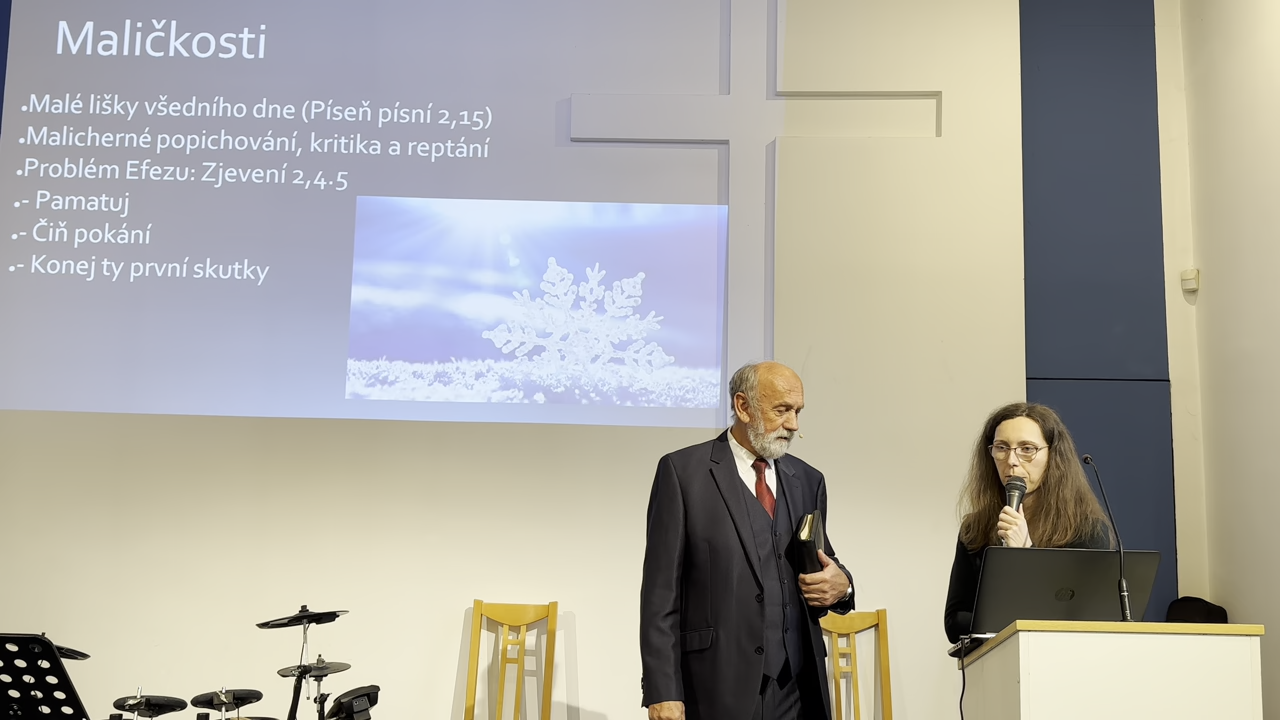 Maličkosti
•Malé lišky všedního dne (Píseň písní 2,15)
•Malicherné popichování, kritika a reptání
•Problém Efezu: Zjevení 2,4.5
•- Pamatuj
•- Čiň pokání
•- Konej ty první skutky